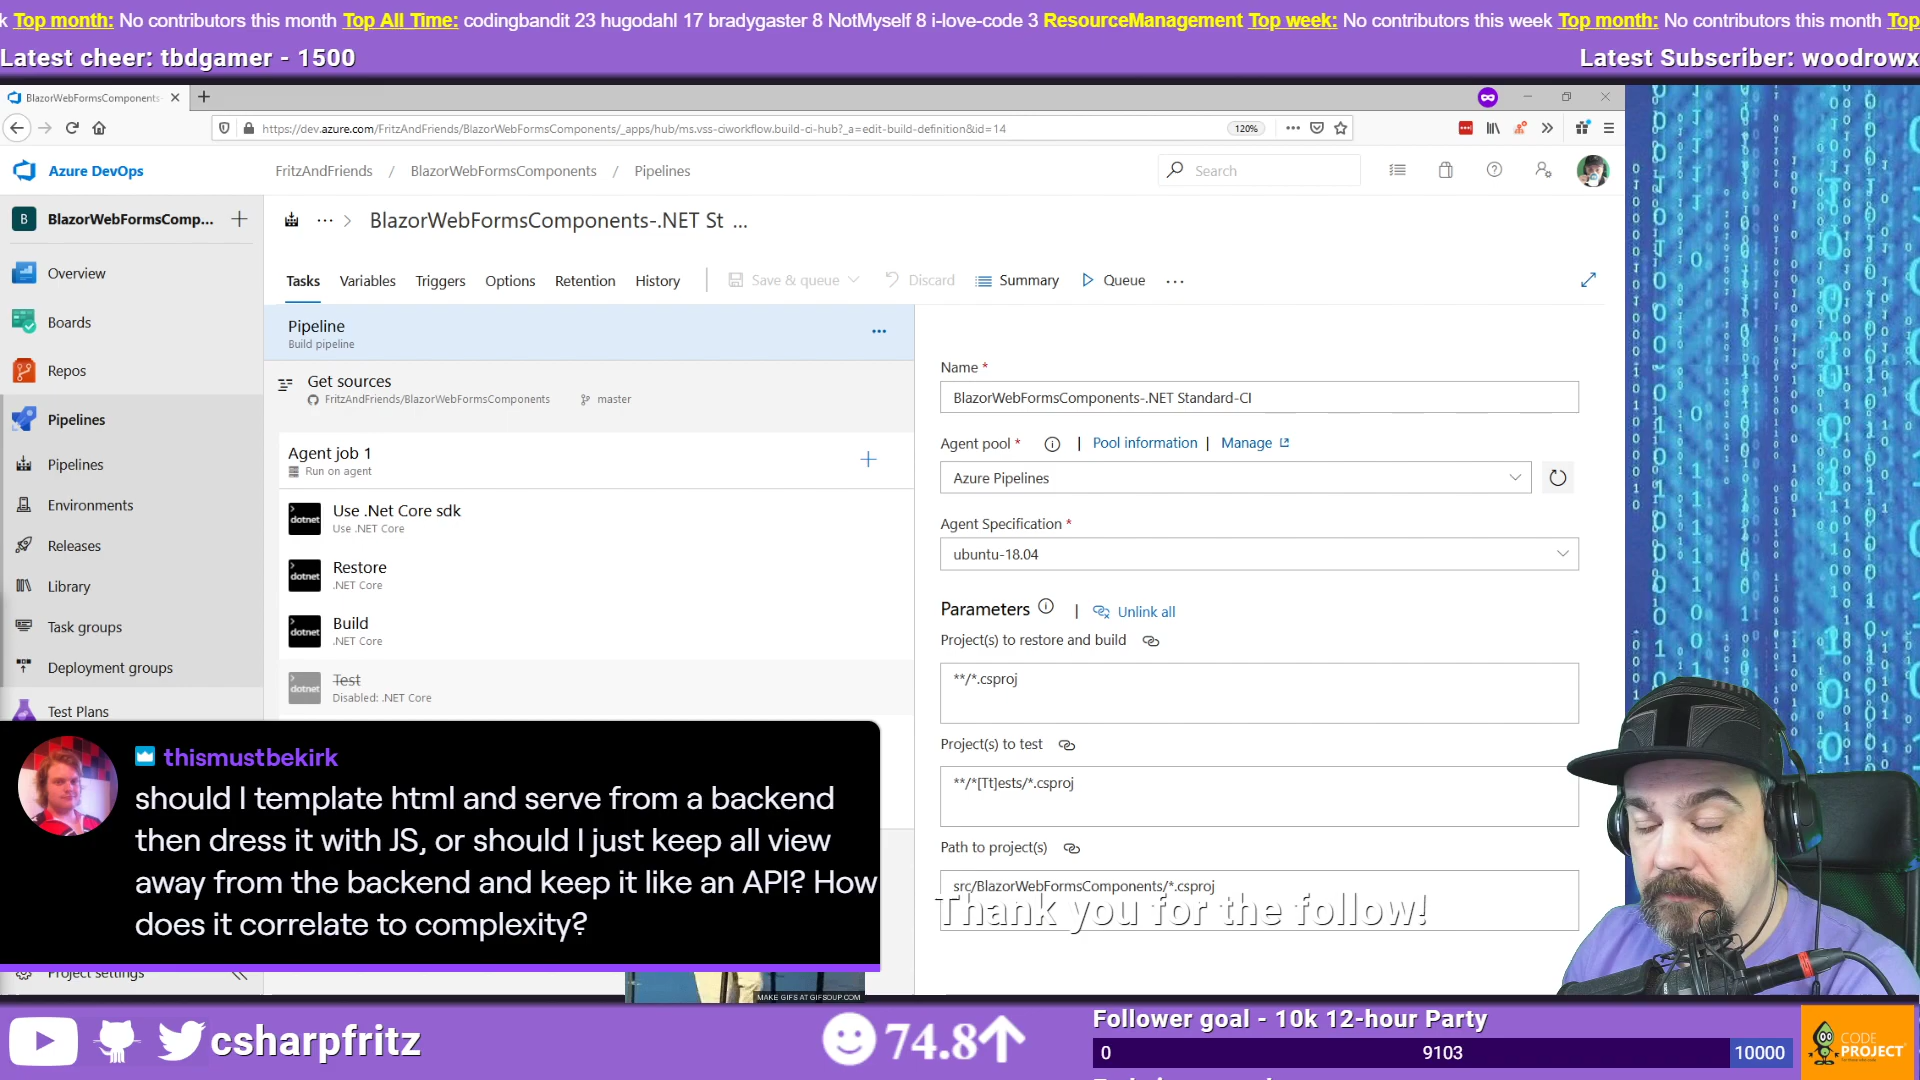 Top month: No contributors this month Top All Time: codingbandit 23 hugodahl 17 bradygaster 8 NotMyself 8 i-love-code 3 ResourceManagement Top week: No contributors this week Top month: No contributors this month Top
Latest cheer: tbdgamer - 1500
Latest Subscriber: woodrowx
BlazorWebFormsComponents-
https://dev.azure.com/FritzAndFriends/BlazorWebFormsComponents/_apps/hub/ms.vss-ciworkflow.build-ci-hub?_a=edit-build-definition&id=14
120%
Azure DevOps
FritzAndFriends / BlazorWebFormsComponents / Pipelines
Search
B
BlazorWebFormsComp...
BlazorWebFormsComponents-.NET St ...
Overview
Boards
Repos
Pipelines
Pipelines
Environments
Releases
Library
Task groups
Deployment groups
Test Plans
Project settings
Tasks
Variables
Triggers
Options
Retention
History
Save & queue
Discard
Summary
Queue
Pipeline
Build pipeline
Get sources
FritzAndFriends/BlazorWebFormsComponents
master
Agent job 1
Run on agent
dotnet
Use .Net Core sdk
Use .NET Core
dotnet
Restore
.NET Core
dotnet
Build
.NET Core
dotnet
Test
Disabled: .NET Core
Name *
BlazorWebFormsComponents-.NET Standard-CI
Agent pool * | Pool information | Manage
Azure Pipelines
Agent Specification *
ubuntu-18.04
Parameters | Unlink all
Project(s) to restore and build
**/*.csproj
Project(s) to test
**/*[Tt]ests/*.csproj
Path to project(s)
src/BlazorWebFormsComponents/*.csproj
Thank you for the follow!
thismustbekirk
should I template html and serve from a backend
then dress it with JS, or should I just keep all view
away from the backend and keep it like an API? How
does it correlate to complexity?
MAKE GIFS AT GIFSOUP.COM
csharpfritz
74.8
Follower goal - 10k 12-hour Party
0
9103
10000
CODE
PROJECT